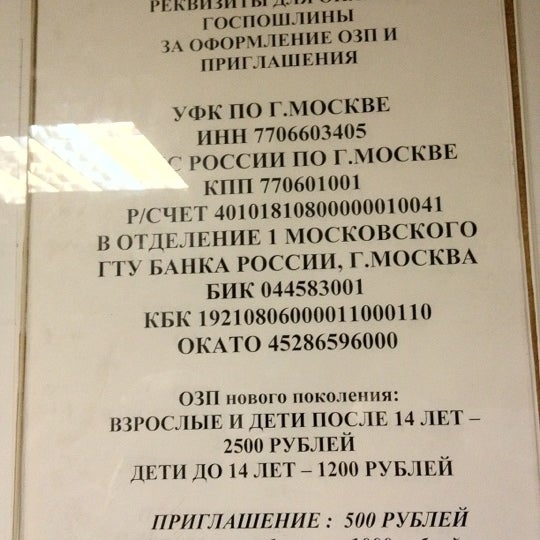 РЕКВИЗИТЫ ДЛЯ
ГОСПОШЛИНЫ
ЗА ОФОРМЛЕНИЕ ОЗП И
ПРИГЛАШЕНИЯ
УФК ПО Г.МОСКВЕ
ИНН 7706603405
РОССИИ ПО Г.МОСКВЕ
КПП 770601001
Р/СЧЕТ 40101810800000010041
В ОТДЕЛЕНИЕ 1 МОСКОВСКОГО
ГТУ БАНКА РОССИИ, Г.МОСКВА
БИК 044583001
КБК 19210806000011000110
ОКАТО 45286596000
ОЗП нового поколения:
ВЗРОСЛЫЕ И ДЕТИ ПОСЛЕ 14 ЛЕТ –
2500 РУБЛЕЙ
ДЕТИ ДО 14 ЛЕТ – 1200 РУБЛЕЙ
ПРИГЛАШЕНИЕ : 500 РУБЛЕЙ